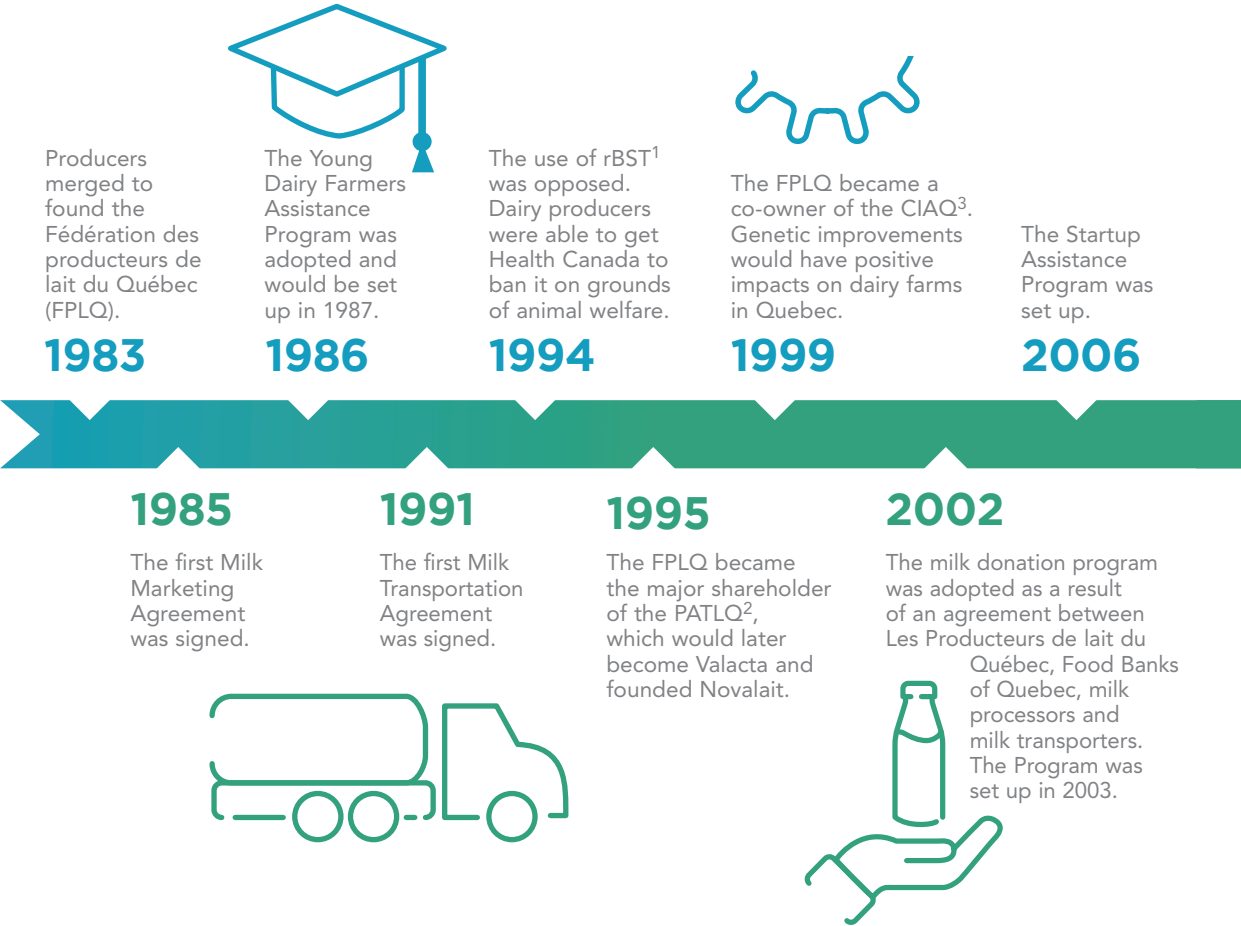 Producers
merged to
found the
Fédération des
producteurs de
lait du Québec
(FPLQ).
1983
The Young
Dairy Farmers
Assistance
Program was
adopted and
would be set
up in 1987.
1986
The use of rBST1
was opposed.
Dairy producers
were able to get
Health Canada to
ban it on grounds
of animal welfare.
1994
The FPLQ became a
co-owner of the CIAQ3.
Genetic improvements
would have positive
impacts on dairy farms
in Quebec.
1999
The Startup
Assistance
Program was
set up.
2006
1985
The first Milk
Marketing
Agreement
was signed.
1991
The first Milk
Transportation
Agreement
was signed.
1995
The FPLQ became
the major shareholder
of the PATLQ2,
which would later
become Valacta and
founded Novalait.
2002
The milk donation program
was adopted as a result
of an agreement between
Les Producteurs de lait du
Québec, Food Banks
of Quebec, milk
processors and
milk transporters.
The Program was
set up in 2003.